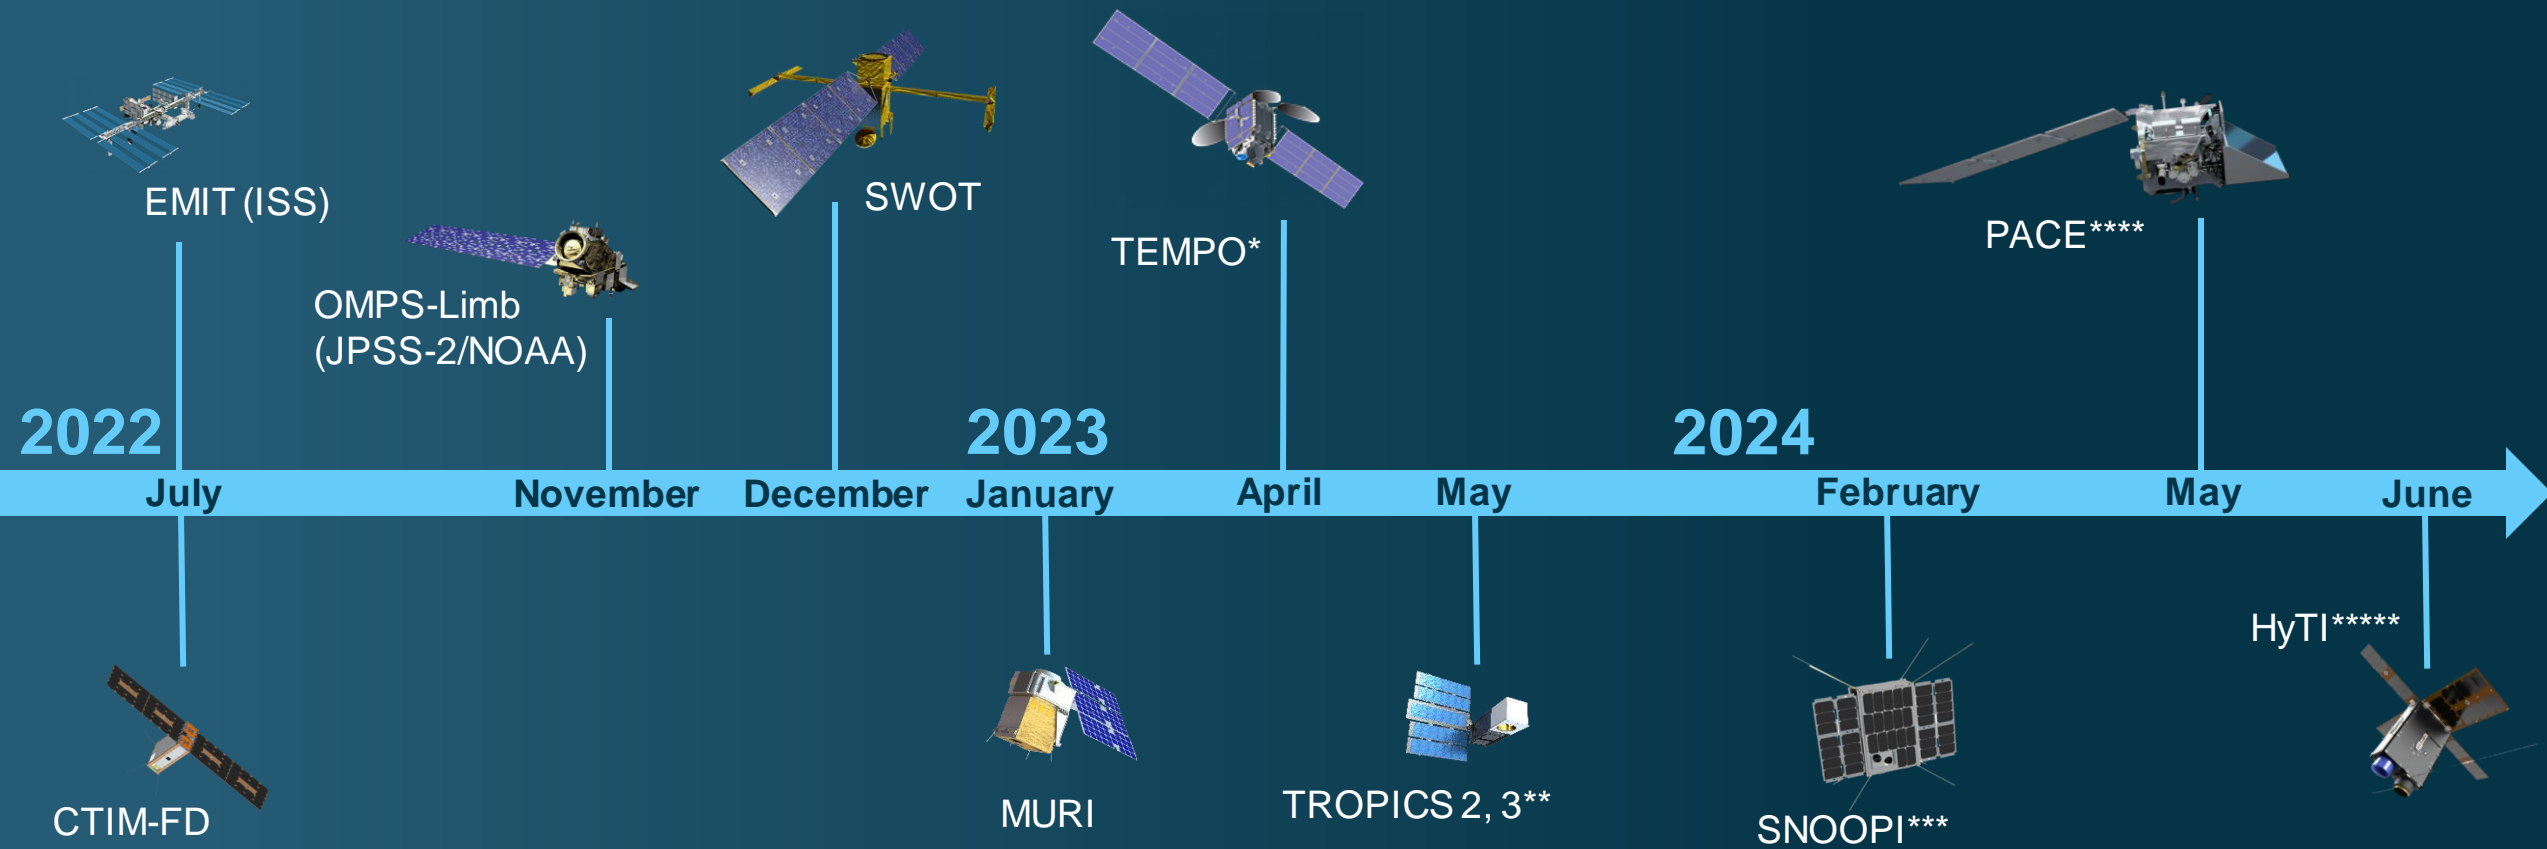 EMIT (ISS)
OMPS-Limb
(JPSS-2/NOAA)
SWOT
TEMPO*
PACE****
2022
2023
2024
July
November
December
January
April
May
February
May
June
CTIM-FD
MURI
TROPICS 2, 3**
SNOOPI***
HyTI*****